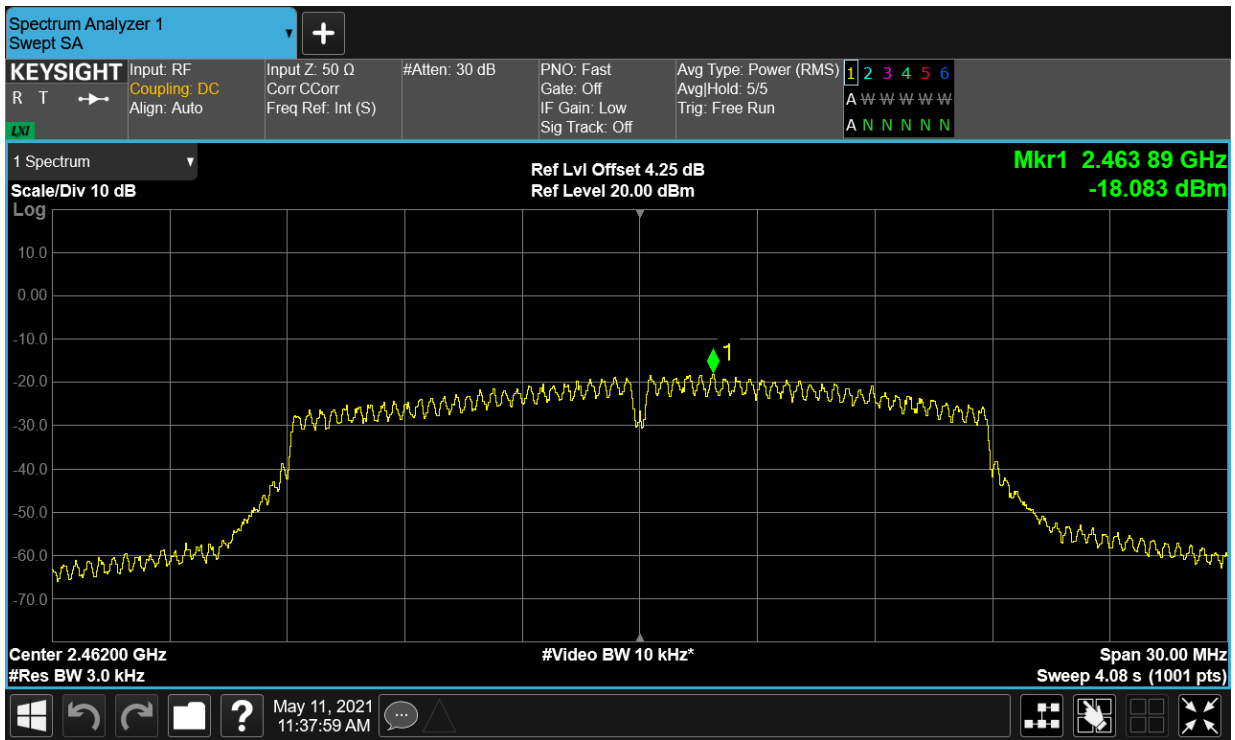 Spectrum Analyzer 1
Swept SA
▼
+
KEYSIGHT
R T
LXI
Input: RF
Coupling: DC
Align: Auto
Input Z: 50 Ω
Corr CCorr
Freq Ref: Int (S)
#Atten: 30 dB
PNO: Fast
Gate: Off
IF Gain: Low
Sig Track: Off
Avg Type: Power (RMS)
Avg|Hold: 5/5
Trig: Free Run
1 2 3 4 5 6
A W W W W W
A N N N N N
1 Spectrum ▼
Scale/Div 10 dB
Ref Lvl Offset 4.25 dB
Ref Level 20.00 dBm
Mkr1 2.463 89 GHz
-18.083 dBm
Log
10.0
0.00
-10.0
-20.0
-30.0
-40.0
-50.0
-60.0
-70.0
1
Center 2.46200 GHz
#Res BW 3.0 kHz
#Video BW 10 kHz*
Span 30.00 MHz
Sweep 4.08 s (1001 pts)
?
May 11, 2021
11:37:59 AM